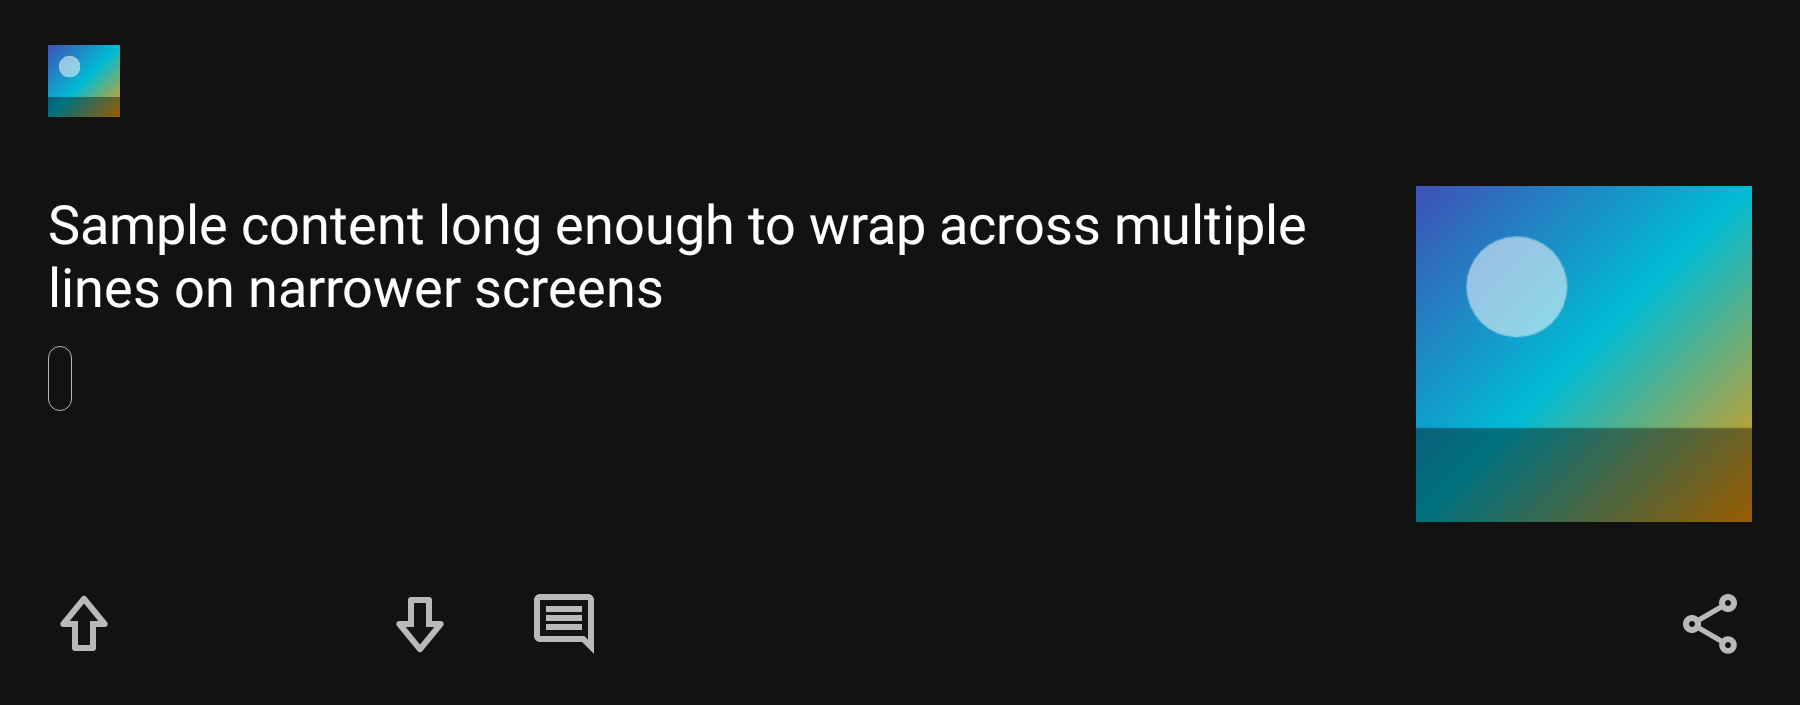 Sample content long enough to wrap across multiple
lines on narrower screens